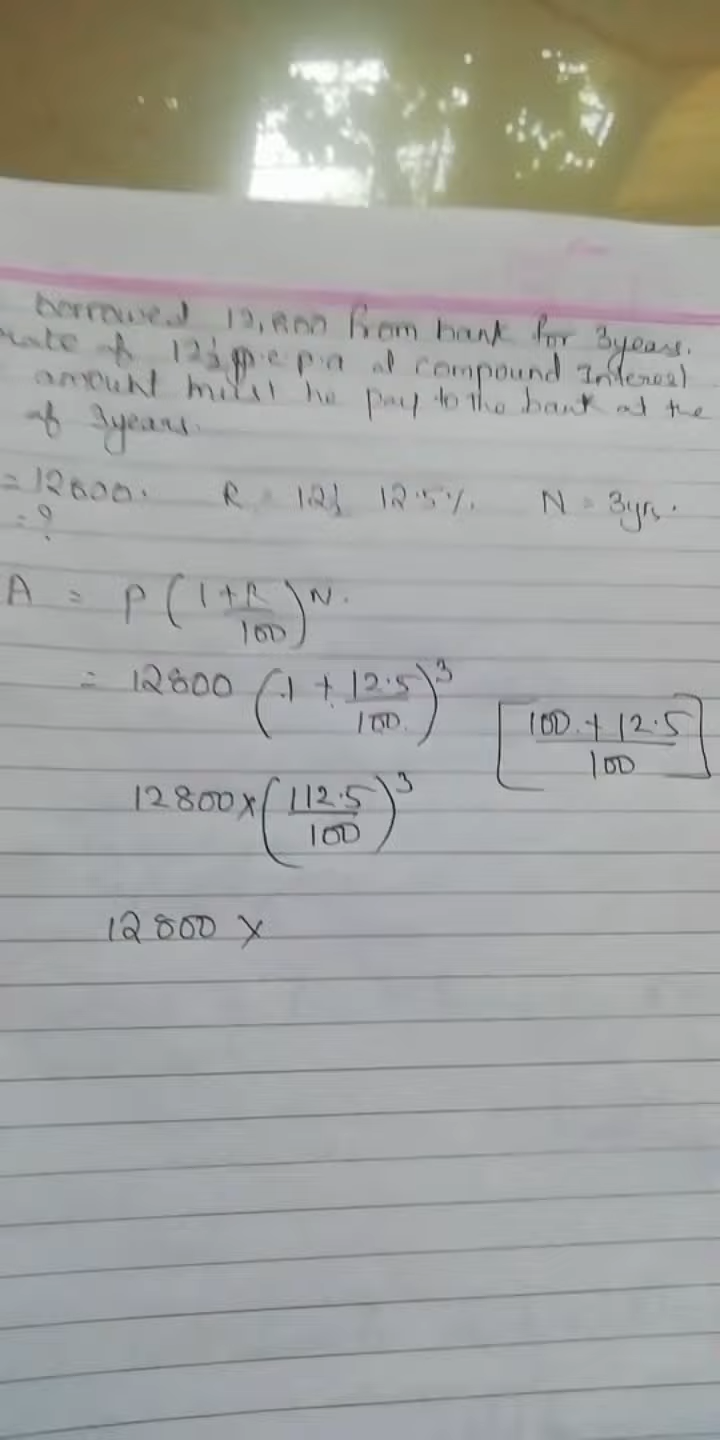 borrowed 12,800 from bank for 3years.
rate of 12½ p.c.p.a at compound Interest
amount must he pay to the bank at the
of 3years.
= 12800. R = 12½ 12.5% N = 3yrs.
= ?
A = P (1+R/100)N.
= 12800 (1 + 12.5/100)3 [100 + 12.5/100]
12800 x (112.5/100)3
12800 x